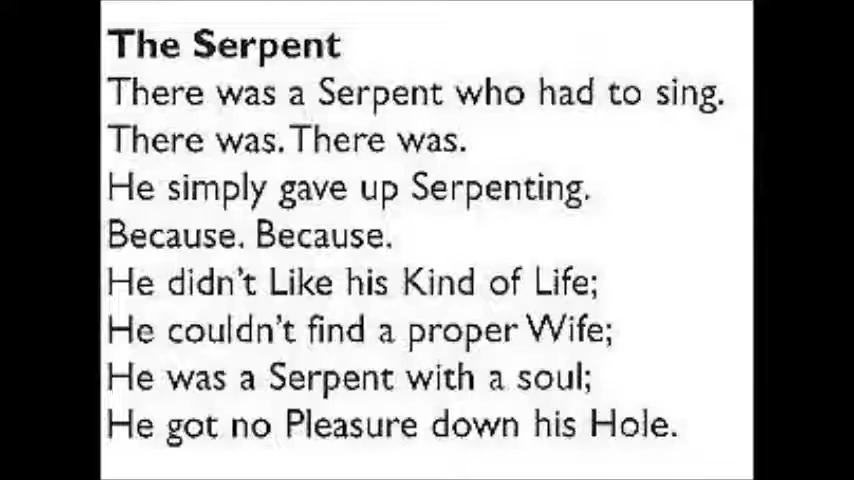 The Serpent
There was a Serpent who had to sing.
There was. There was.
He simply gave up Serpenting.
Because. Because.
He didn't Like his Kind of Life;
He couldn't find a proper Wife;
He was a Serpent with a soul;
He got no Pleasure down his Hole.